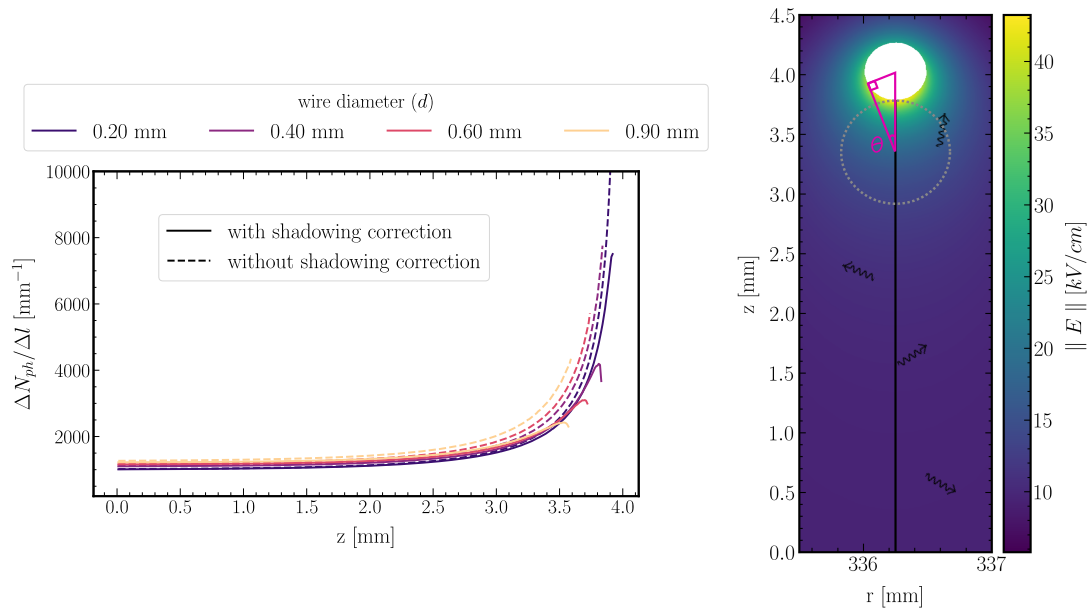 wire diameter (d)
0.20 mm 0.40 mm 0.60 mm 0.90 mm
10000
8000
6000
4000
2000
ΔN_{ph}/Δl [mm⁻¹]
with shadowing correction
without shadowing correction
0.0 0.5 1.0 1.5 2.0 2.5 3.0 3.5 4.0
z [mm]
4.5
4.0
3.5
3.0
2.5
2.0
1.5
1.0
0.5
0.0
z [mm]
θ
336 337
r [mm]
40
35
30
25
20
15
10
‖ E ‖ [kV/cm]